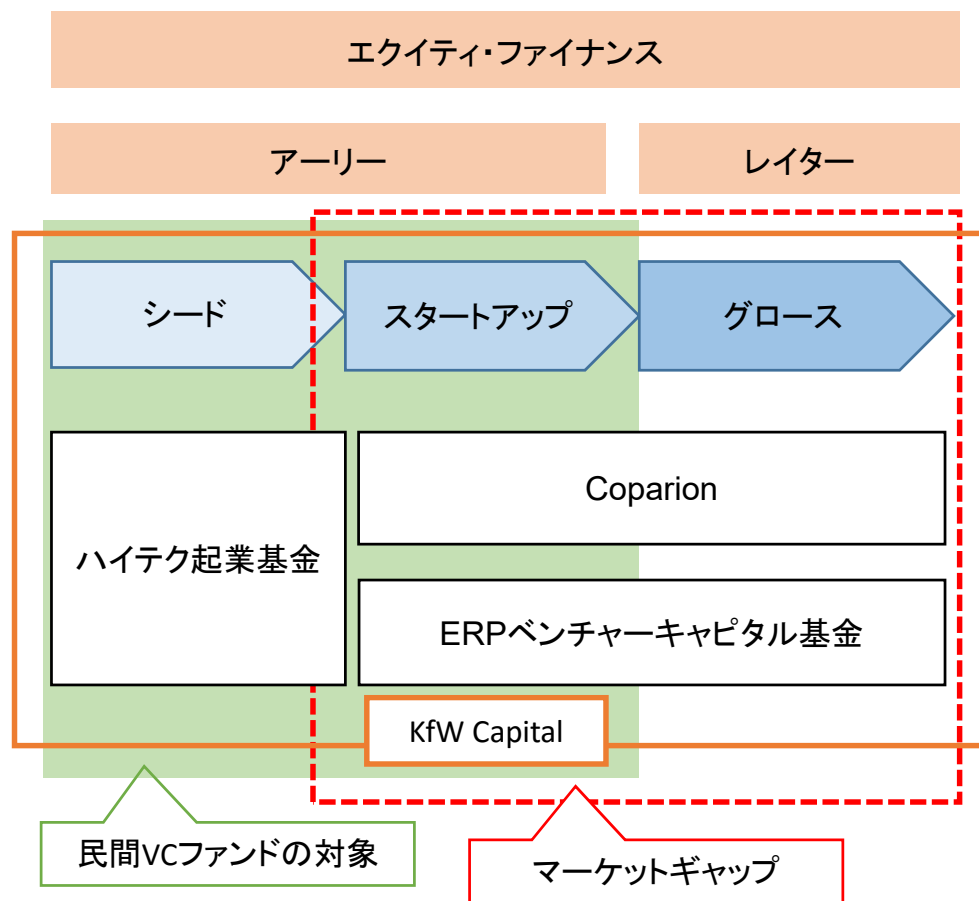 エクイティ・ファイナンス
アーリー
レイター
シード
スタートアップ
グロース
ハイテク起業基金
Coparion
ERPベンチャーキャピタル基金
KfW Capital
民間VCファンドの対象
マーケットギャップ